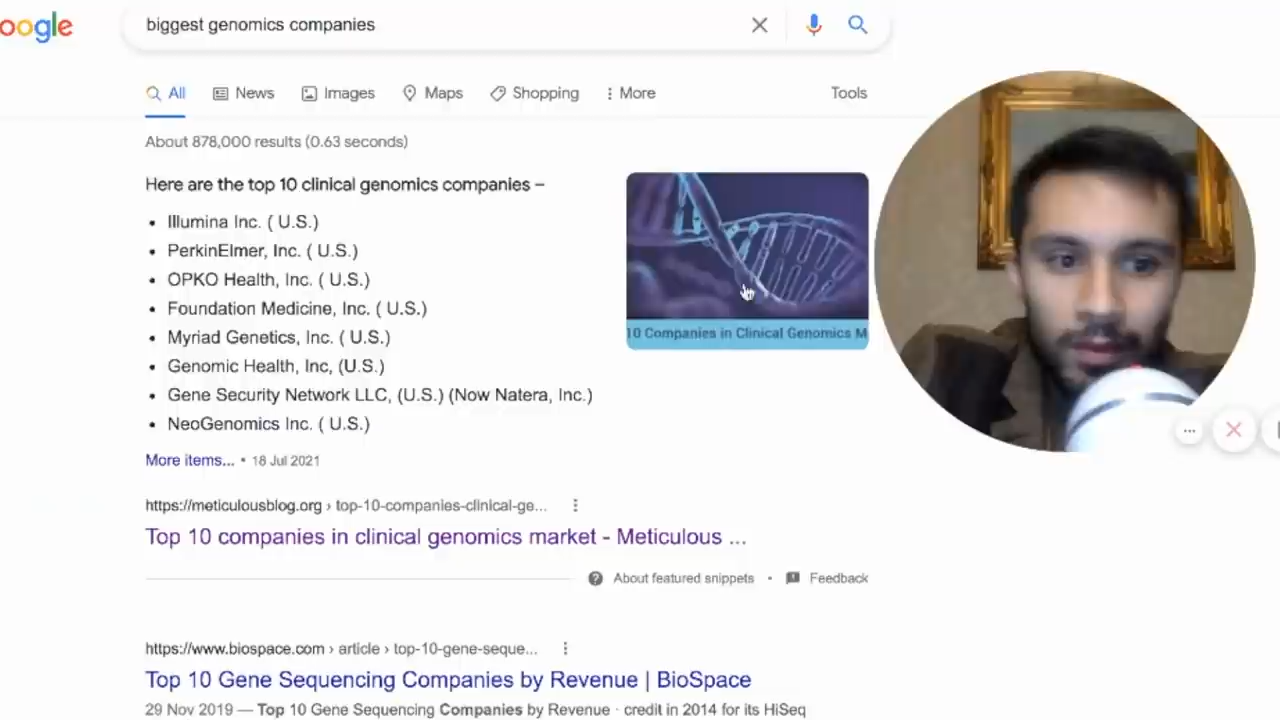 oogle
biggest genomics companies
All News Images Maps Shopping More Tools
About 878,000 results (0.63 seconds)
Here are the top 10 clinical genomics companies –
• Illumina Inc. ( U.S.)
• PerkinElmer, Inc. ( U.S.)
• OPKO Health, Inc. ( U.S.)
• Foundation Medicine, Inc. ( U.S.)
• Myriad Genetics, Inc. ( U.S.)
• Genomic Health, Inc, (U.S.)
• Gene Security Network LLC, (U.S.) (Now Natera, Inc.)
• NeoGenomics Inc. ( U.S.)
10 Companies in Clinical Genomics M
More items... • 18 Jul 2021
https://meticulousblog.org › top-10-companies-clinical-ge...
Top 10 companies in clinical genomics market - Meticulous ...
About featured snippets • Feedback
https://www.biospace.com › article › top-10-gene-seque...
Top 10 Gene Sequencing Companies by Revenue | BioSpace
29 Nov 2019 — Top 10 Gene Sequencing Companies by Revenue · credit in 2014 for its HiSeq